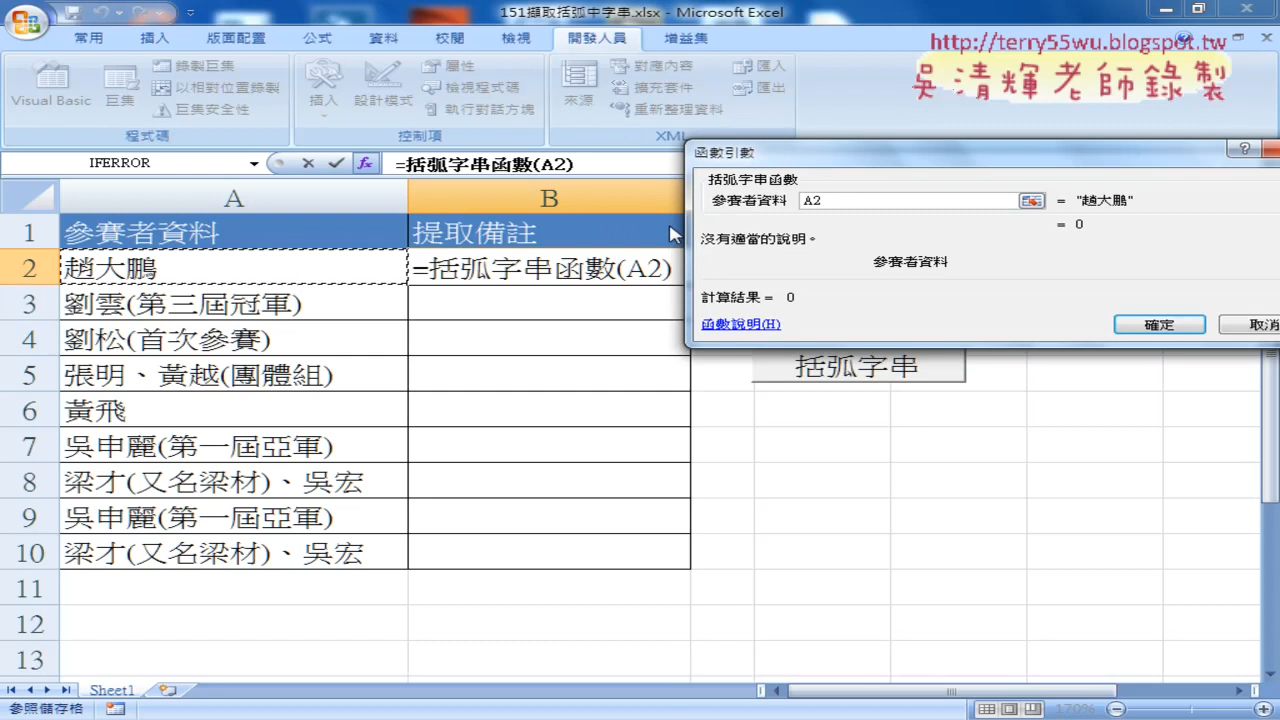 151擷取括弧中字串.xlsx - Microsoft Excel
常用 插入 版面配置 公式 資料 校閱 檢視 開發人員 增益集
http://terry55wu.blogspot.tw
吳清輝老師錄製
Visual Basic 巨集 錄製巨集 以相對位置錄製 巨集安全性 程式碼
插入 設計模式 屬性 檢視程式碼 執行對話方塊 控制項
來源 對應內容 擴充套件 重新整理資料 匯入 匯出 XML
IFERROR =括弧字串函數(A2)
函數引數
括弧字串函數
參賽者資料 A2 = "趙大鵬"
= 0
沒有適當的說明。
參賽者資料
計算結果 = 0
函數說明(H) 確定 取消
括弧字串
A B
1 參賽者資料 提取備註
2 趙大鵬 =括弧字串函數(A2)
3 劉雲(第三屆冠軍)
4 劉松(首次參賽)
5 張明、黃越(團體組)
6 黃飛
7 吳申麗(第一屆亞軍)
8 梁才(又名梁材)、吳宏
9 吳申麗(第一屆亞軍)
10 梁才(又名梁材)、吳宏
11
12
13
Sheet1
參照儲存格 170%